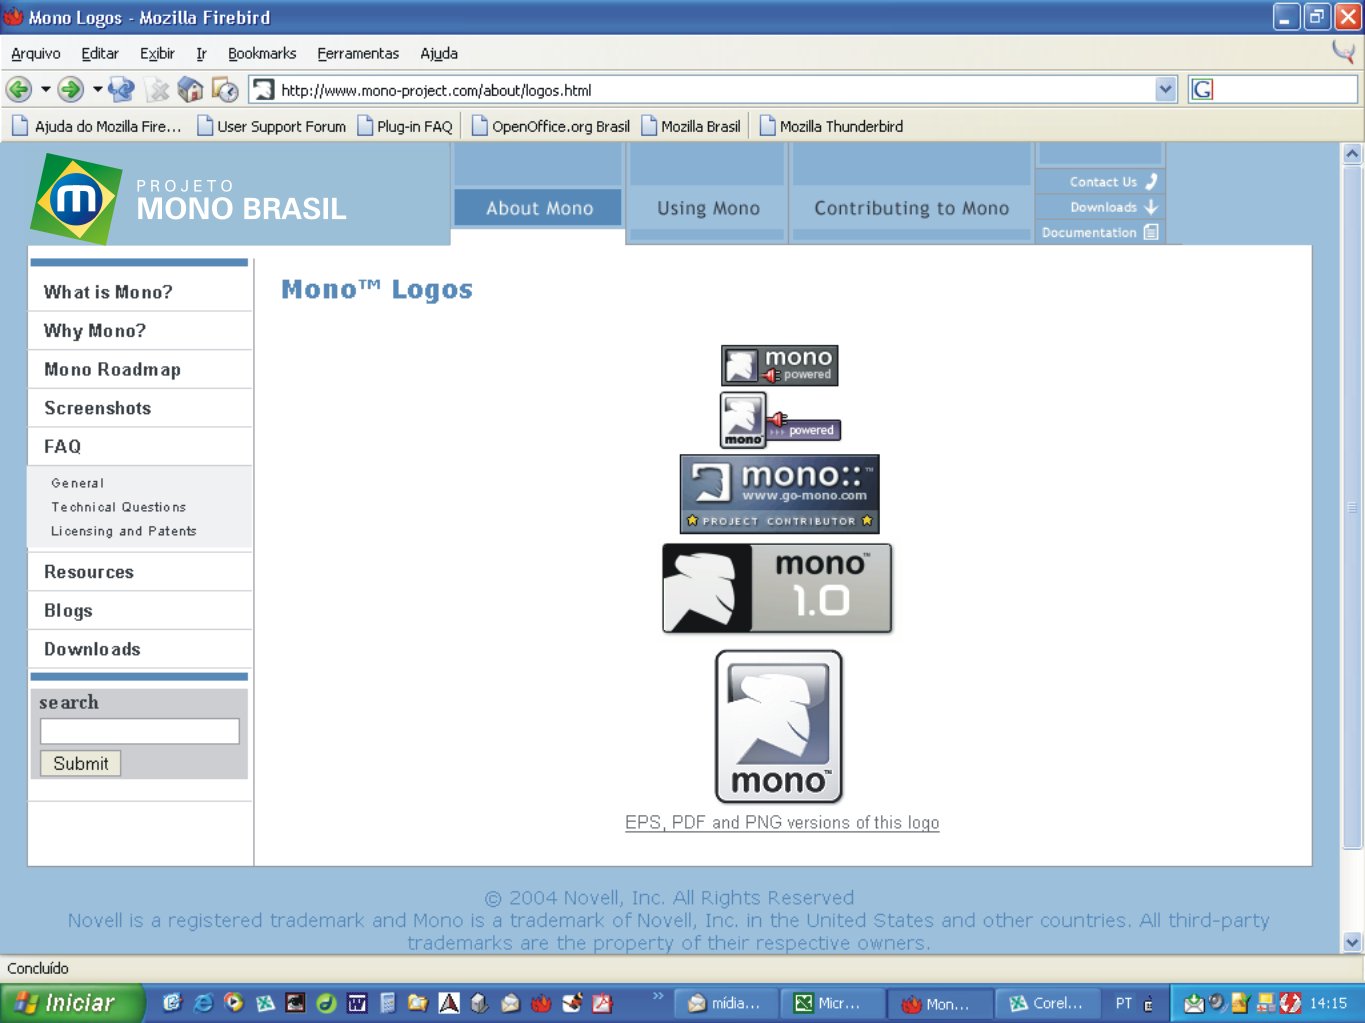 Mono Logos - Mozilla Firebird
Arquivo Editar Exibir Ir Bookmarks Ferramentas Ajuda
http://www.mono-project.com/about/logos.html
G
Ajuda do Mozilla Fire... User Support Forum Plug-in FAQ OpenOffice.org Brasil Mozilla Brasil Mozilla Thunderbird
m
PROJETO
MONO BRASIL
About Mono
Using Mono
Contributing to Mono
Contact Us
Downloads
Documentation
What is Mono?
Why Mono?
Mono Roadmap
Screenshots
FAQ
General
Technical Questions
Licensing and Patents
Resources
Blogs
Downloads
search
Submit
Mono™ Logos
mono
powered
mono
››› powered
mono::™
www.go-mono.com
PROJECT CONTRIBUTOR
mono™
1.0
mono™
EPS, PDF and PNG versions of this logo
© 2004 Novell, Inc. All Rights Reserved
Novell is a registered trademark and Mono is a trademark of Novell, Inc. in the United States and other countries. All third-party
trademarks are the property of their respective owners.
Concluído
Iniciar » mídia... Micr... Mon... Corel... PT 14:15